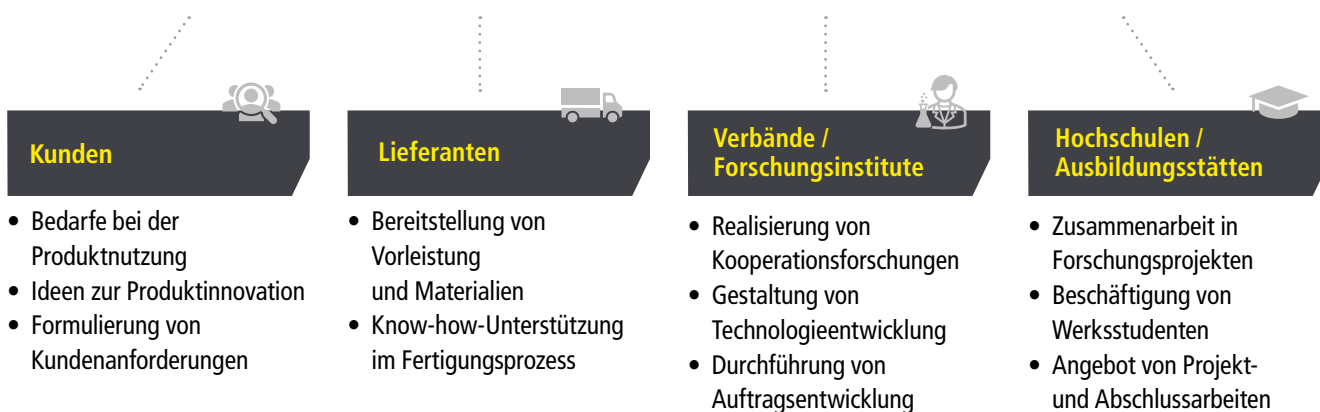 Kunden
• Bedarfe bei der
Produktnutzung
• Ideen zur Produktinnovation
• Formulierung von
Kundenanforderungen
Lieferanten
• Bereitstellung von
Vorleistung
und Materialien
• Know-how-Unterstützung
im Fertigungsprozess
Verbände /
Forschungsinstitute
• Realisierung von
Kooperationsforschungen
• Gestaltung von
Technologieentwicklung
• Durchführung von
Auftragsentwicklung
Hochschulen /
Ausbildungsstätten
• Zusammenarbeit in
Forschungsprojekten
• Beschäftigung von
Werksstudenten
• Angebot von Projekt-
und Abschlussarbeiten